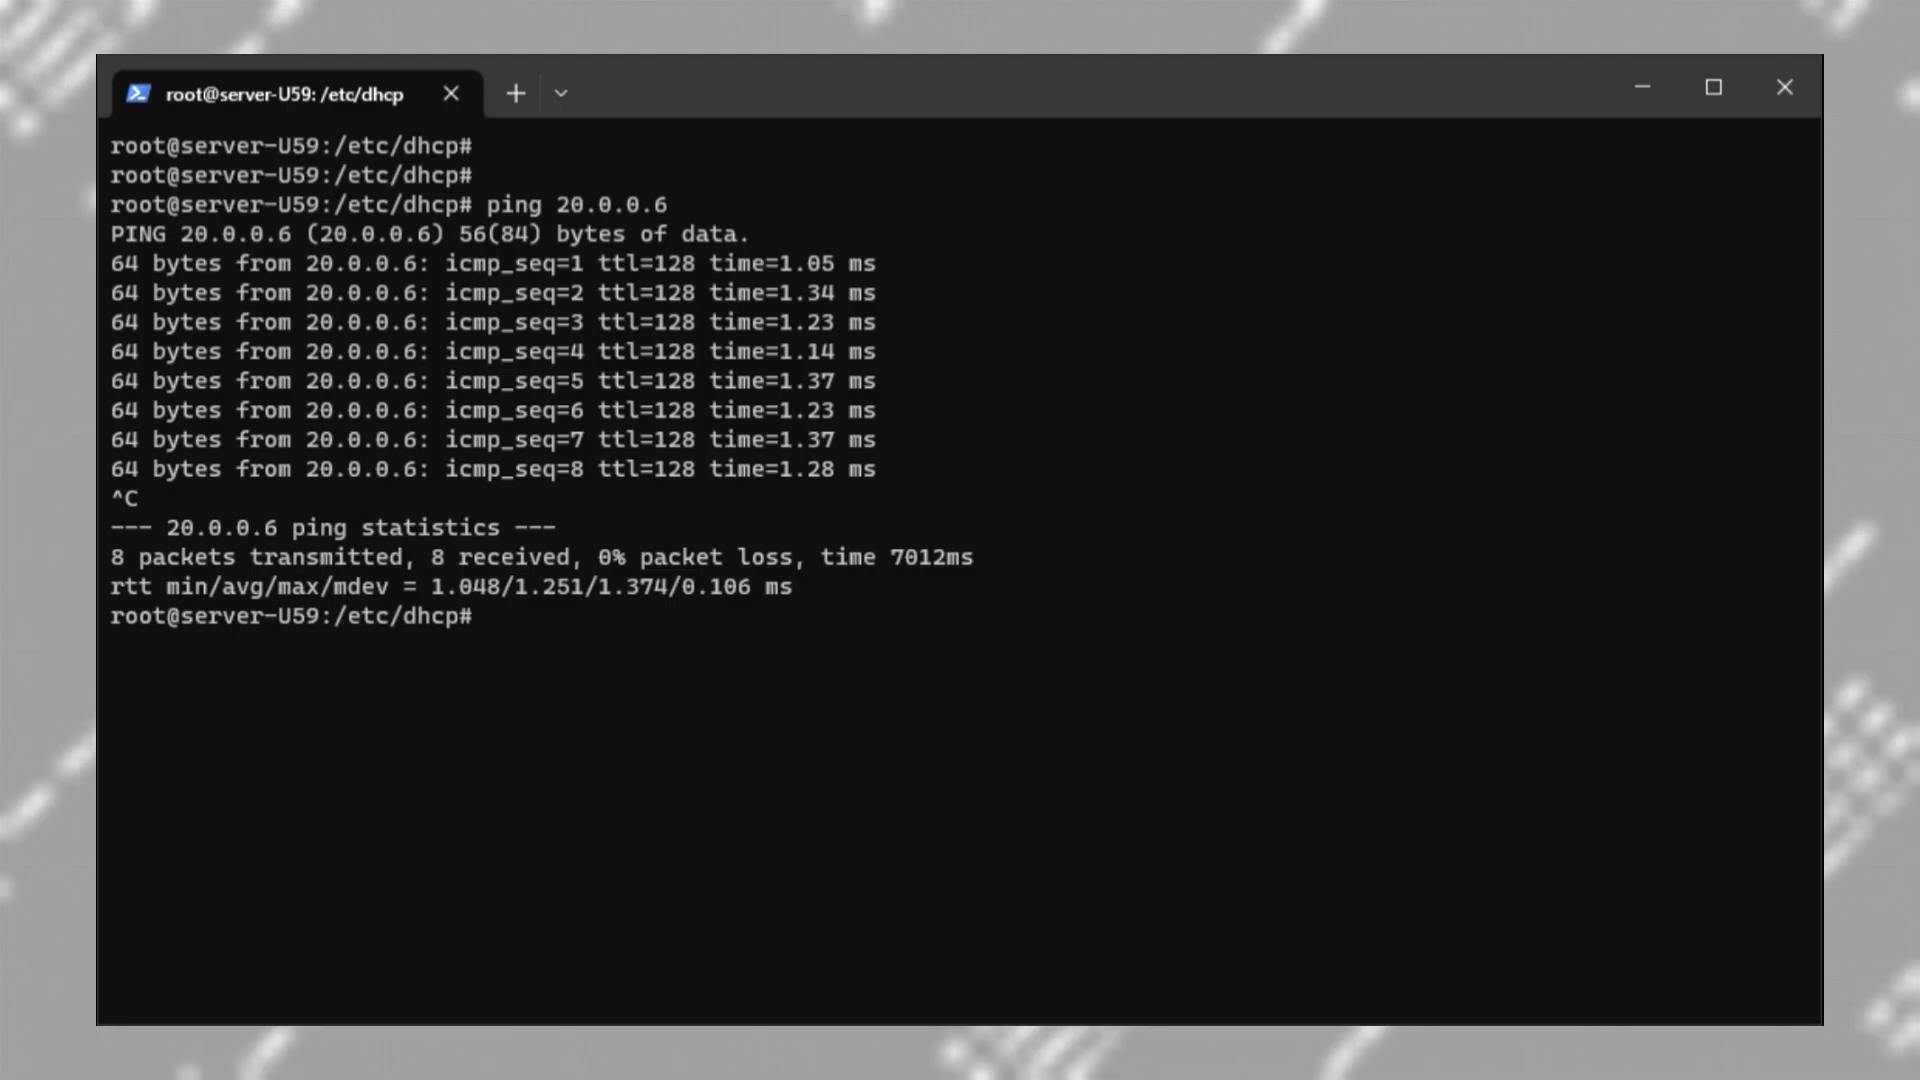 root@server-U59: /etc/dhcp
root@server-U59:/etc/dhcp#
root@server-U59:/etc/dhcp#
root@server-U59:/etc/dhcp# ping 20.0.0.6
PING 20.0.0.6 (20.0.0.6) 56(84) bytes of data.
64 bytes from 20.0.0.6: icmp_seq=1 ttl=128 time=1.05 ms
64 bytes from 20.0.0.6: icmp_seq=2 ttl=128 time=1.34 ms
64 bytes from 20.0.0.6: icmp_seq=3 ttl=128 time=1.23 ms
64 bytes from 20.0.0.6: icmp_seq=4 ttl=128 time=1.14 ms
64 bytes from 20.0.0.6: icmp_seq=5 ttl=128 time=1.37 ms
64 bytes from 20.0.0.6: icmp_seq=6 ttl=128 time=1.23 ms
64 bytes from 20.0.0.6: icmp_seq=7 ttl=128 time=1.37 ms
64 bytes from 20.0.0.6: icmp_seq=8 ttl=128 time=1.28 ms
^C
--- 20.0.0.6 ping statistics ---
8 packets transmitted, 8 received, 0% packet loss, time 7012ms
rtt min/avg/max/mdev = 1.048/1.251/1.374/0.106 ms
root@server-U59:/etc/dhcp#